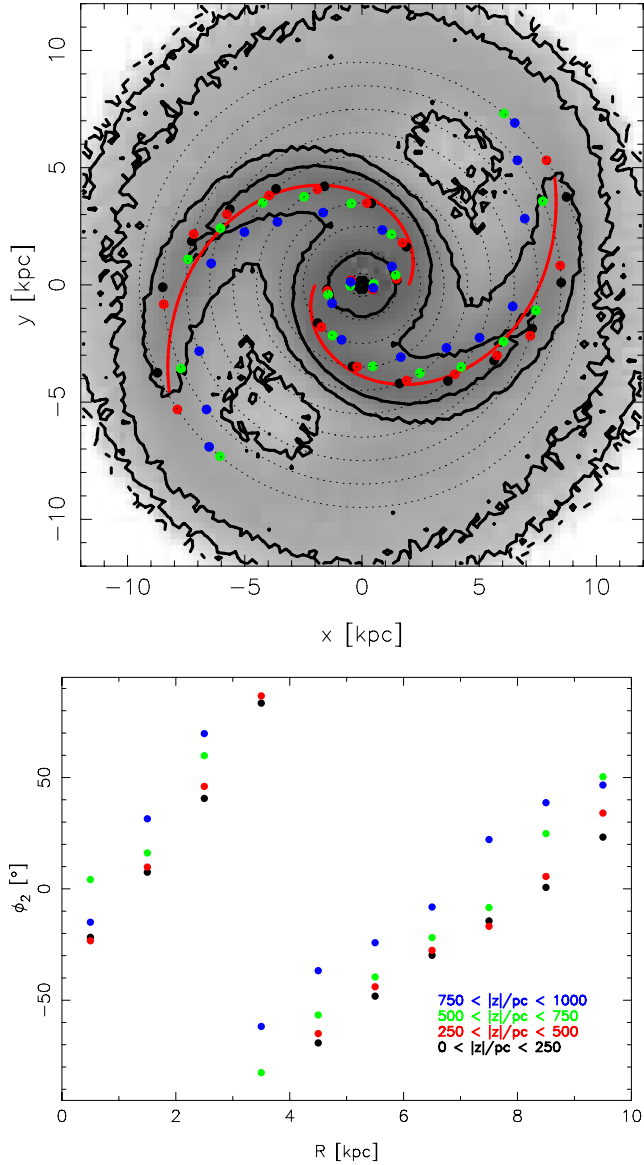 10
5
0
−5
−10
y [kpc]
−10 −5 0 5 10
x [kpc]
50
0
−50
ϕ₂ [°]
750 < |z|/pc < 1000
500 < |z|/pc < 750
250 < |z|/pc < 500
0 < |z|/pc < 250
0 2 4 6 8 10
R [kpc]